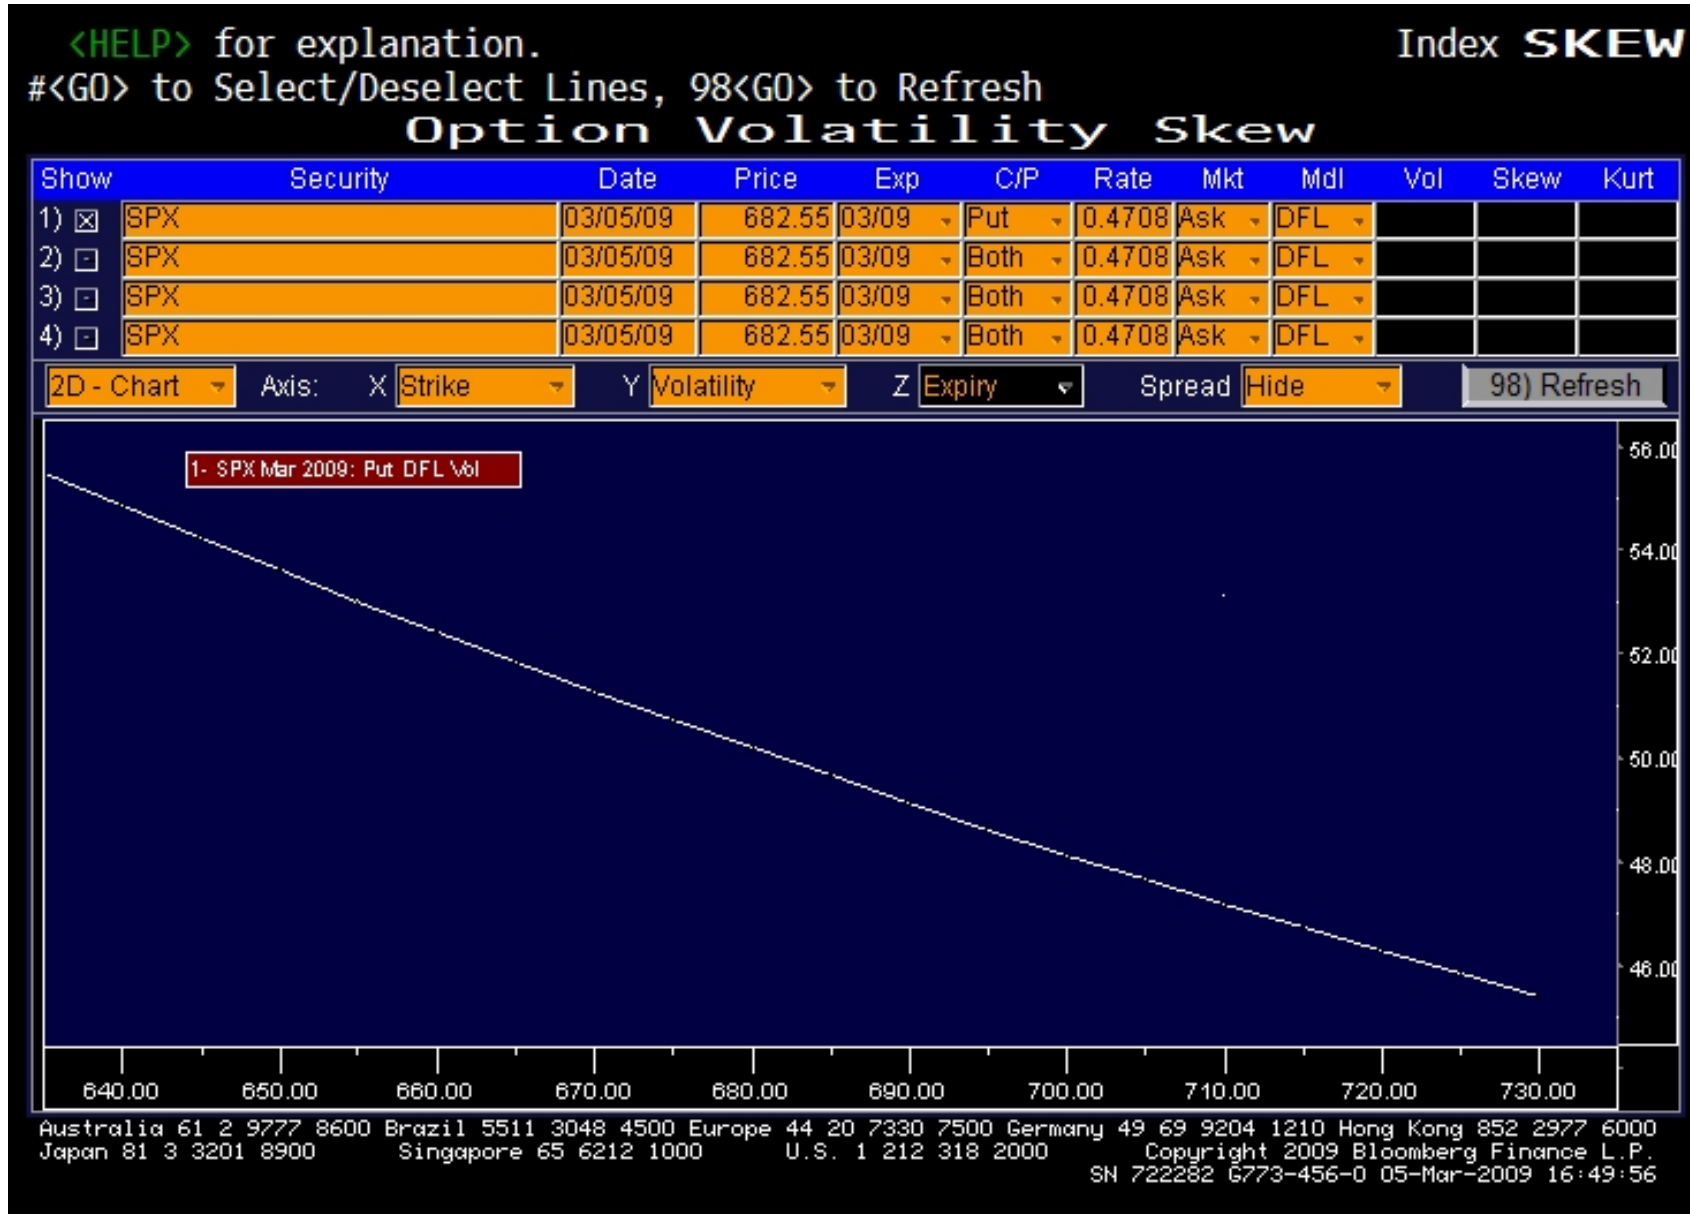 <HELP> for explanation. Index SKEW
#<GO> to Select/Deselect Lines, 98<GO> to Refresh
Option Volatility Skew
Show Security Date Price Exp C/P Rate Mkt Mdl Vol Skew Kurt
1) SPX 03/05/09 682.55 03/09 Put 0.4708 Ask DFL
2) SPX 03/05/09 682.55 03/09 Both 0.4708 Ask DFL
3) SPX 03/05/09 682.55 03/09 Both 0.4708 Ask DFL
4) SPX 03/05/09 682.55 03/09 Both 0.4708 Ask DFL
2D - Chart Axis: X Strike Y Volatility Z Expiry Spread Hide 98) Refresh
56.00
1- SPX Mar 2009: Put DFL Vol
54.00
52.00
50.00
48.00
46.00
640.00 650.00 660.00 670.00 680.00 690.00 700.00 710.00 720.00 730.00
Australia 61 2 9777 8600 Brazil 5511 3048 4500 Europe 44 20 7330 7500 Germany 49 69 9204 1210 Hong Kong 852 2977 6000
Japan 81 3 3201 8900 Singapore 65 6212 1000 U.S. 1 212 318 2000 Copyright 2009 Bloomberg Finance L.P.
SN 722282 G773-456-0 05-Mar-2009 16:49:56